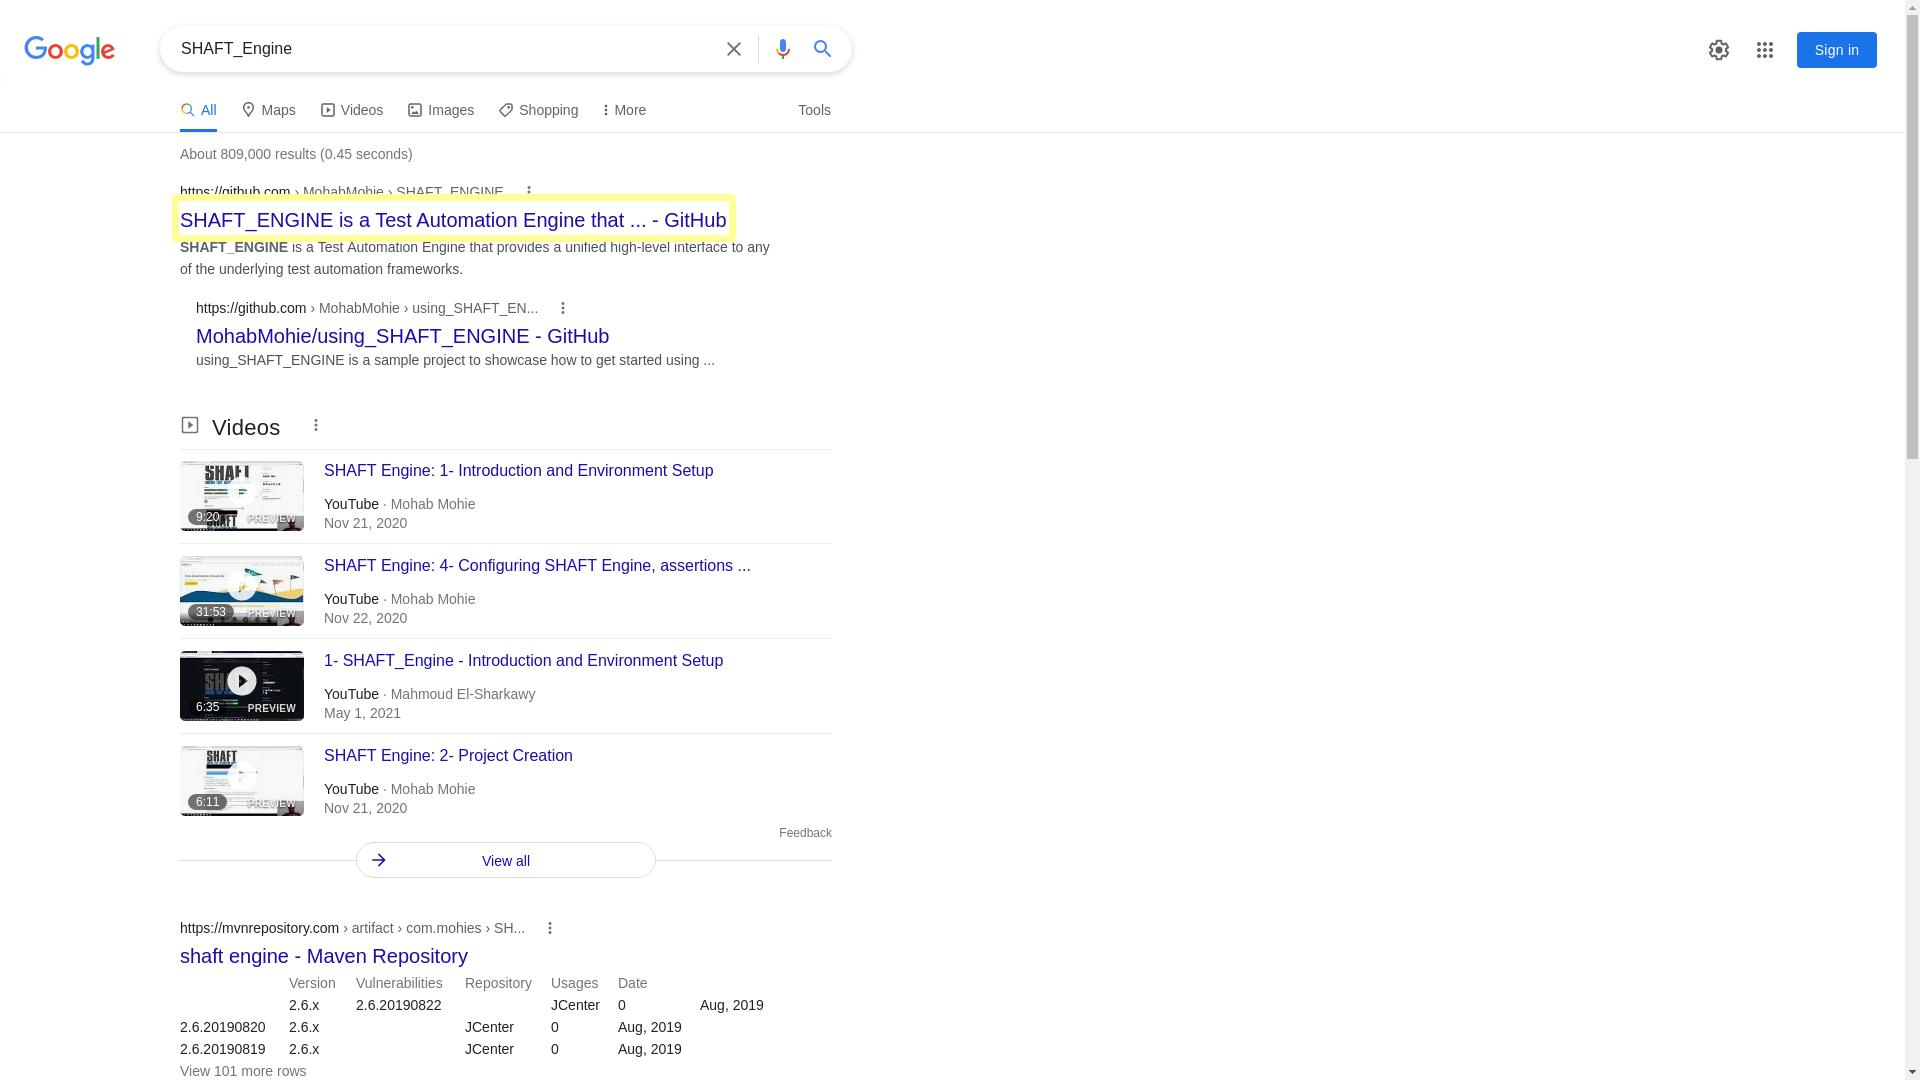 Google
SHAFT_Engine
Sign in
All
Maps
Videos
Images
Shopping
More
Tools
About 809,000 results (0.45 seconds)
https://github.com › MohabMohie › SHAFT_ENGINE
SHAFT_ENGINE is a Test Automation Engine that ... - GitHub
SHAFT_ENGINE is a Test Automation Engine that provides a unified high-level interface to any
of the underlying test automation frameworks.
https://github.com › MohabMohie › using_SHAFT_EN...
MohabMohie/using_SHAFT_ENGINE - GitHub
using_SHAFT_ENGINE is a sample project to showcase how to get started using ...
Videos
SHAFT
9:20 PREVIEW
SHAFT Engine: 1- Introduction and Environment Setup
YouTube · Mohab Mohie
Nov 21, 2020
31:53 PREVIEW
SHAFT Engine: 4- Configuring SHAFT Engine, assertions ...
YouTube · Mohab Mohie
Nov 22, 2020
6:35 PREVIEW
1- SHAFT_Engine - Introduction and Environment Setup
YouTube · Mahmoud El-Sharkawy
May 1, 2021
SHAFT
6:11 PREVIEW
SHAFT Engine: 2- Project Creation
YouTube · Mohab Mohie
Nov 21, 2020
Feedback
View all
https://mvnrepository.com › artifact › com.mohies › SH...
shaft engine - Maven Repository
Version Vulnerabilities Repository Usages Date
2.6.x 2.6.20190822 JCenter 0 Aug, 2019
2.6.20190820 2.6.x JCenter 0 Aug, 2019
2.6.20190819 2.6.x JCenter 0 Aug, 2019
View 101 more rows